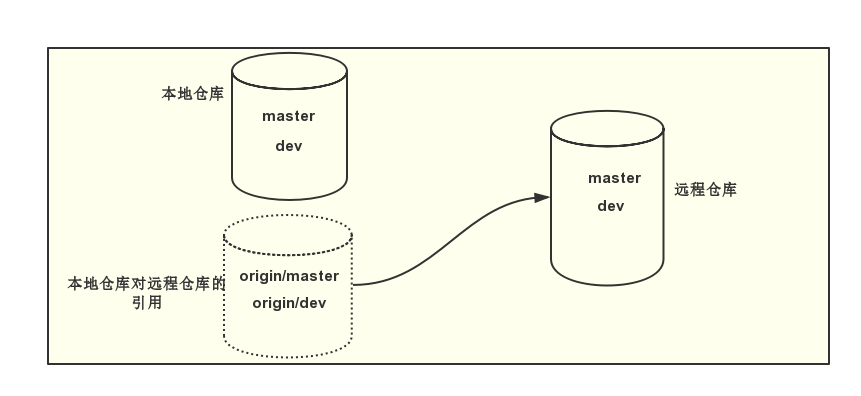 本地仓库
master
dev
master
dev
远程仓库
本地仓库对远程仓库的
引用
origin/master
origin/dev